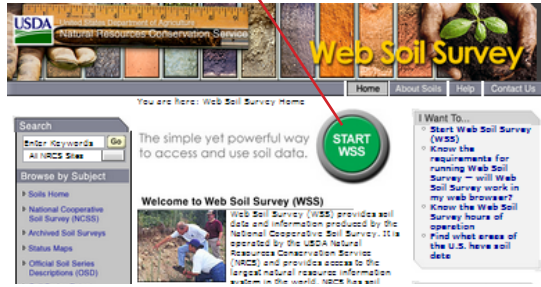 USDA
United States Department of Agriculture
Natural Resources Conservation Service
Web Soil Survey
Home
About Soils
Help
Contact Us
You are here: Web Soil Survey Home
Search
Enter Keywords
Go
All NRCS Sites
Browse by Subject
Soils Home
National Cooperative
Soil Survey (NCSS)
Archived Soil Surveys
Status Maps
Official Soil Series
Descriptions (OSD)
The simple yet powerful way
to access and use soil data.
START
WSS
Welcome to Web Soil Survey (WSS)
Web Soil Survey (WSS) provides soil
data and information produced by the
National Cooperative Soil Survey. It is
operated by the USDA Natural
Resources Conservation Service
(NRCS) and provides access to the
largest natural resource information
system in the world. NRCS has soil
I Want To...
Start Web Soil Survey
(WSS)
Know the
requirements for
running Web Soil
Survey — will Web
Soil Survey work in
my web browser?
Know the Web Soil
Survey hours of
operation
Find what areas of
the U.S. have soil
data